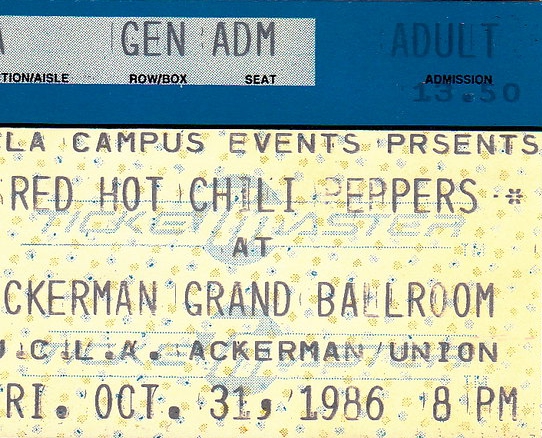 A GEN ADM ADULT
CTION/AISLE ROW/BOX SEAT ADMISSION
13.50
LA CAMPUS EVENTS PRSENTS
RED HOT CHILI PEPPERS *
TICKETMASTER
AT
CKERMAN GRAND BALLROOM
U.C.L.A. ACKERMAN/UNION
RI. OCT. 31, 1986 8 PM